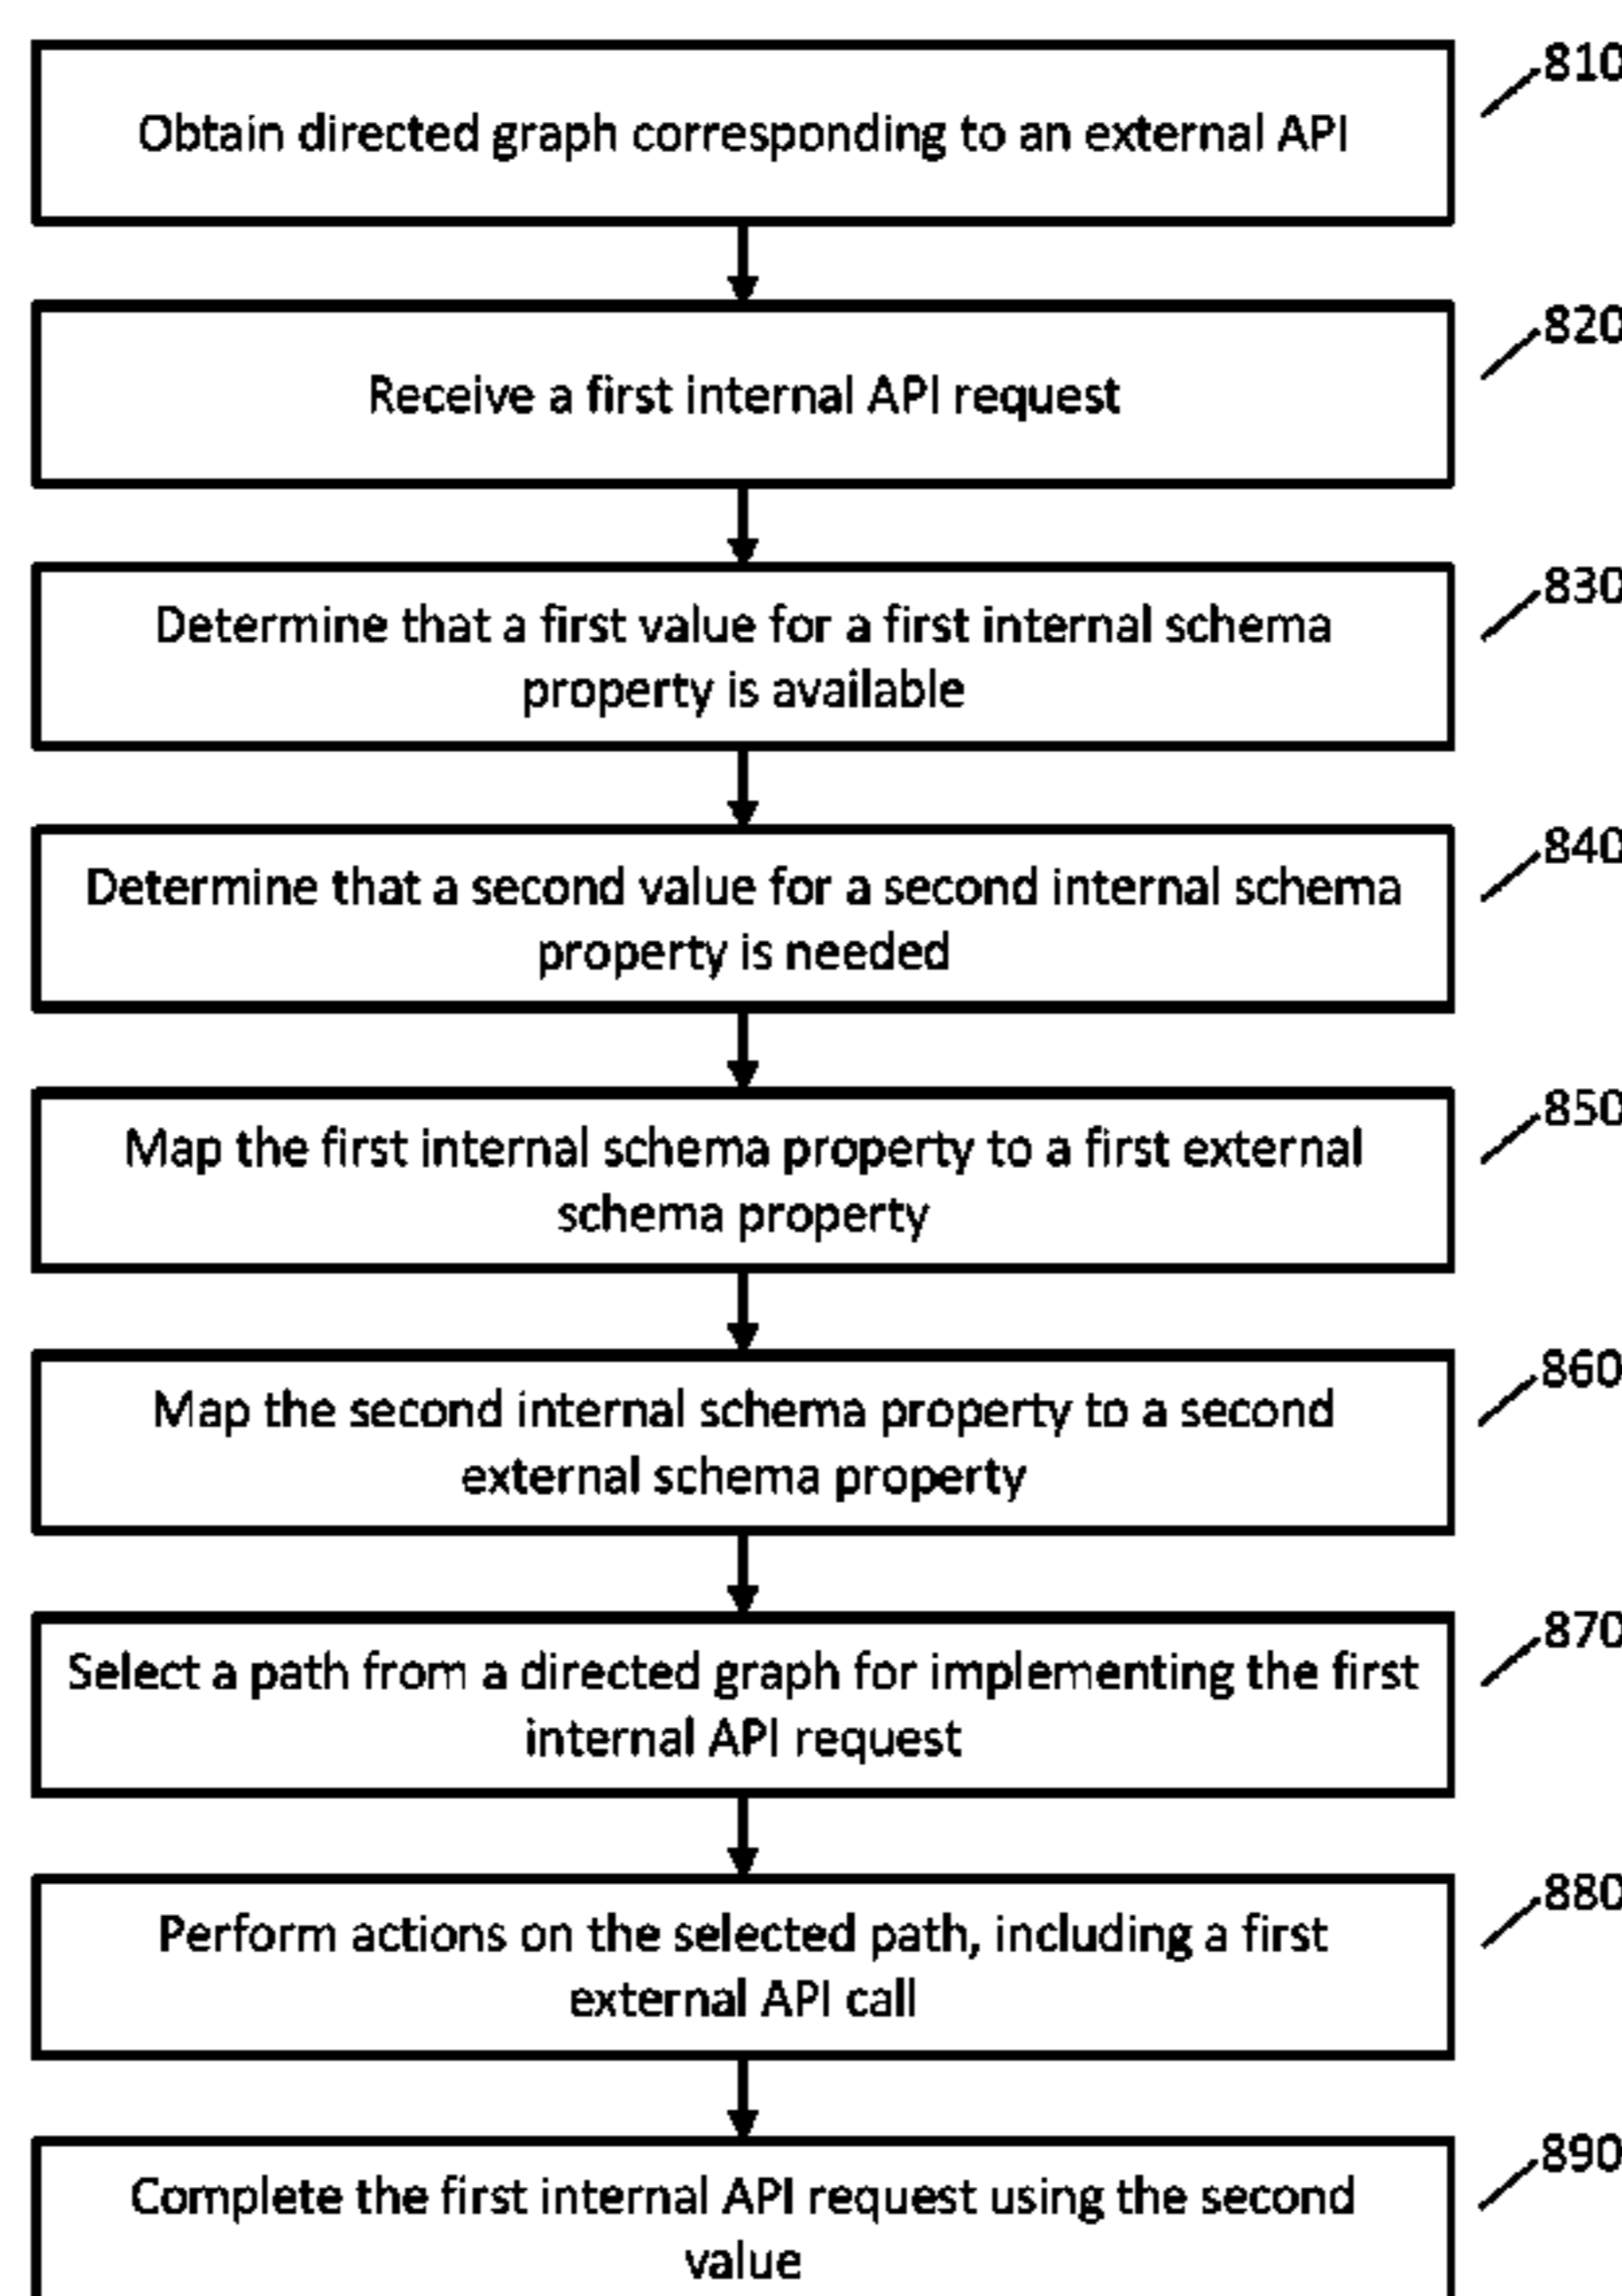 810
Obtain directed graph corresponding to an external API
820
Receive a first internal API request
830
Determine that a first value for a first internal schema
property is available
840
Determine that a second value for a second internal schema
property is needed
850
Map the first internal schema property to a first external
schema property
860
Map the second internal schema property to a second
external schema property
870
Select a path from a directed graph for implementing the first
internal API request
880
Perform actions on the selected path, including a first
external API call
890
Complete the first internal API request using the second
value